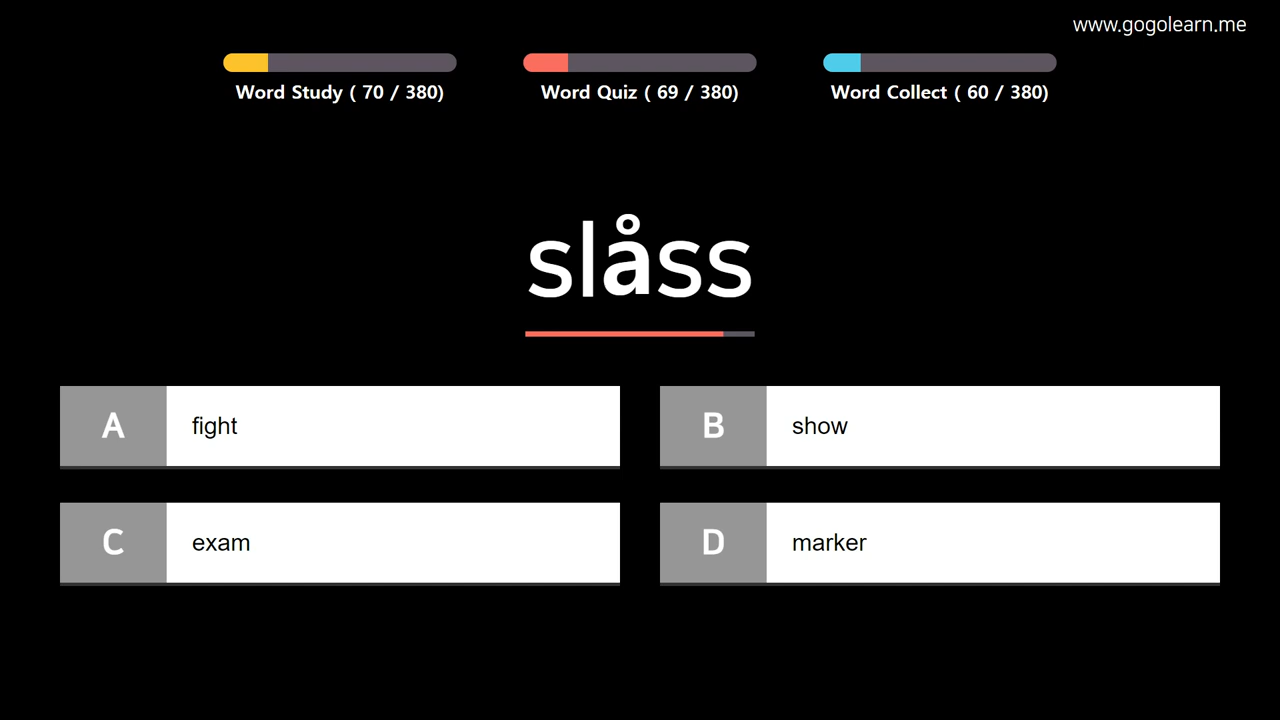 www.gogolearn.me
Word Study ( 70 / 380)
Word Quiz ( 69 / 380)
Word Collect ( 60 / 380)
slåss
A fight
B show
C exam
D marker